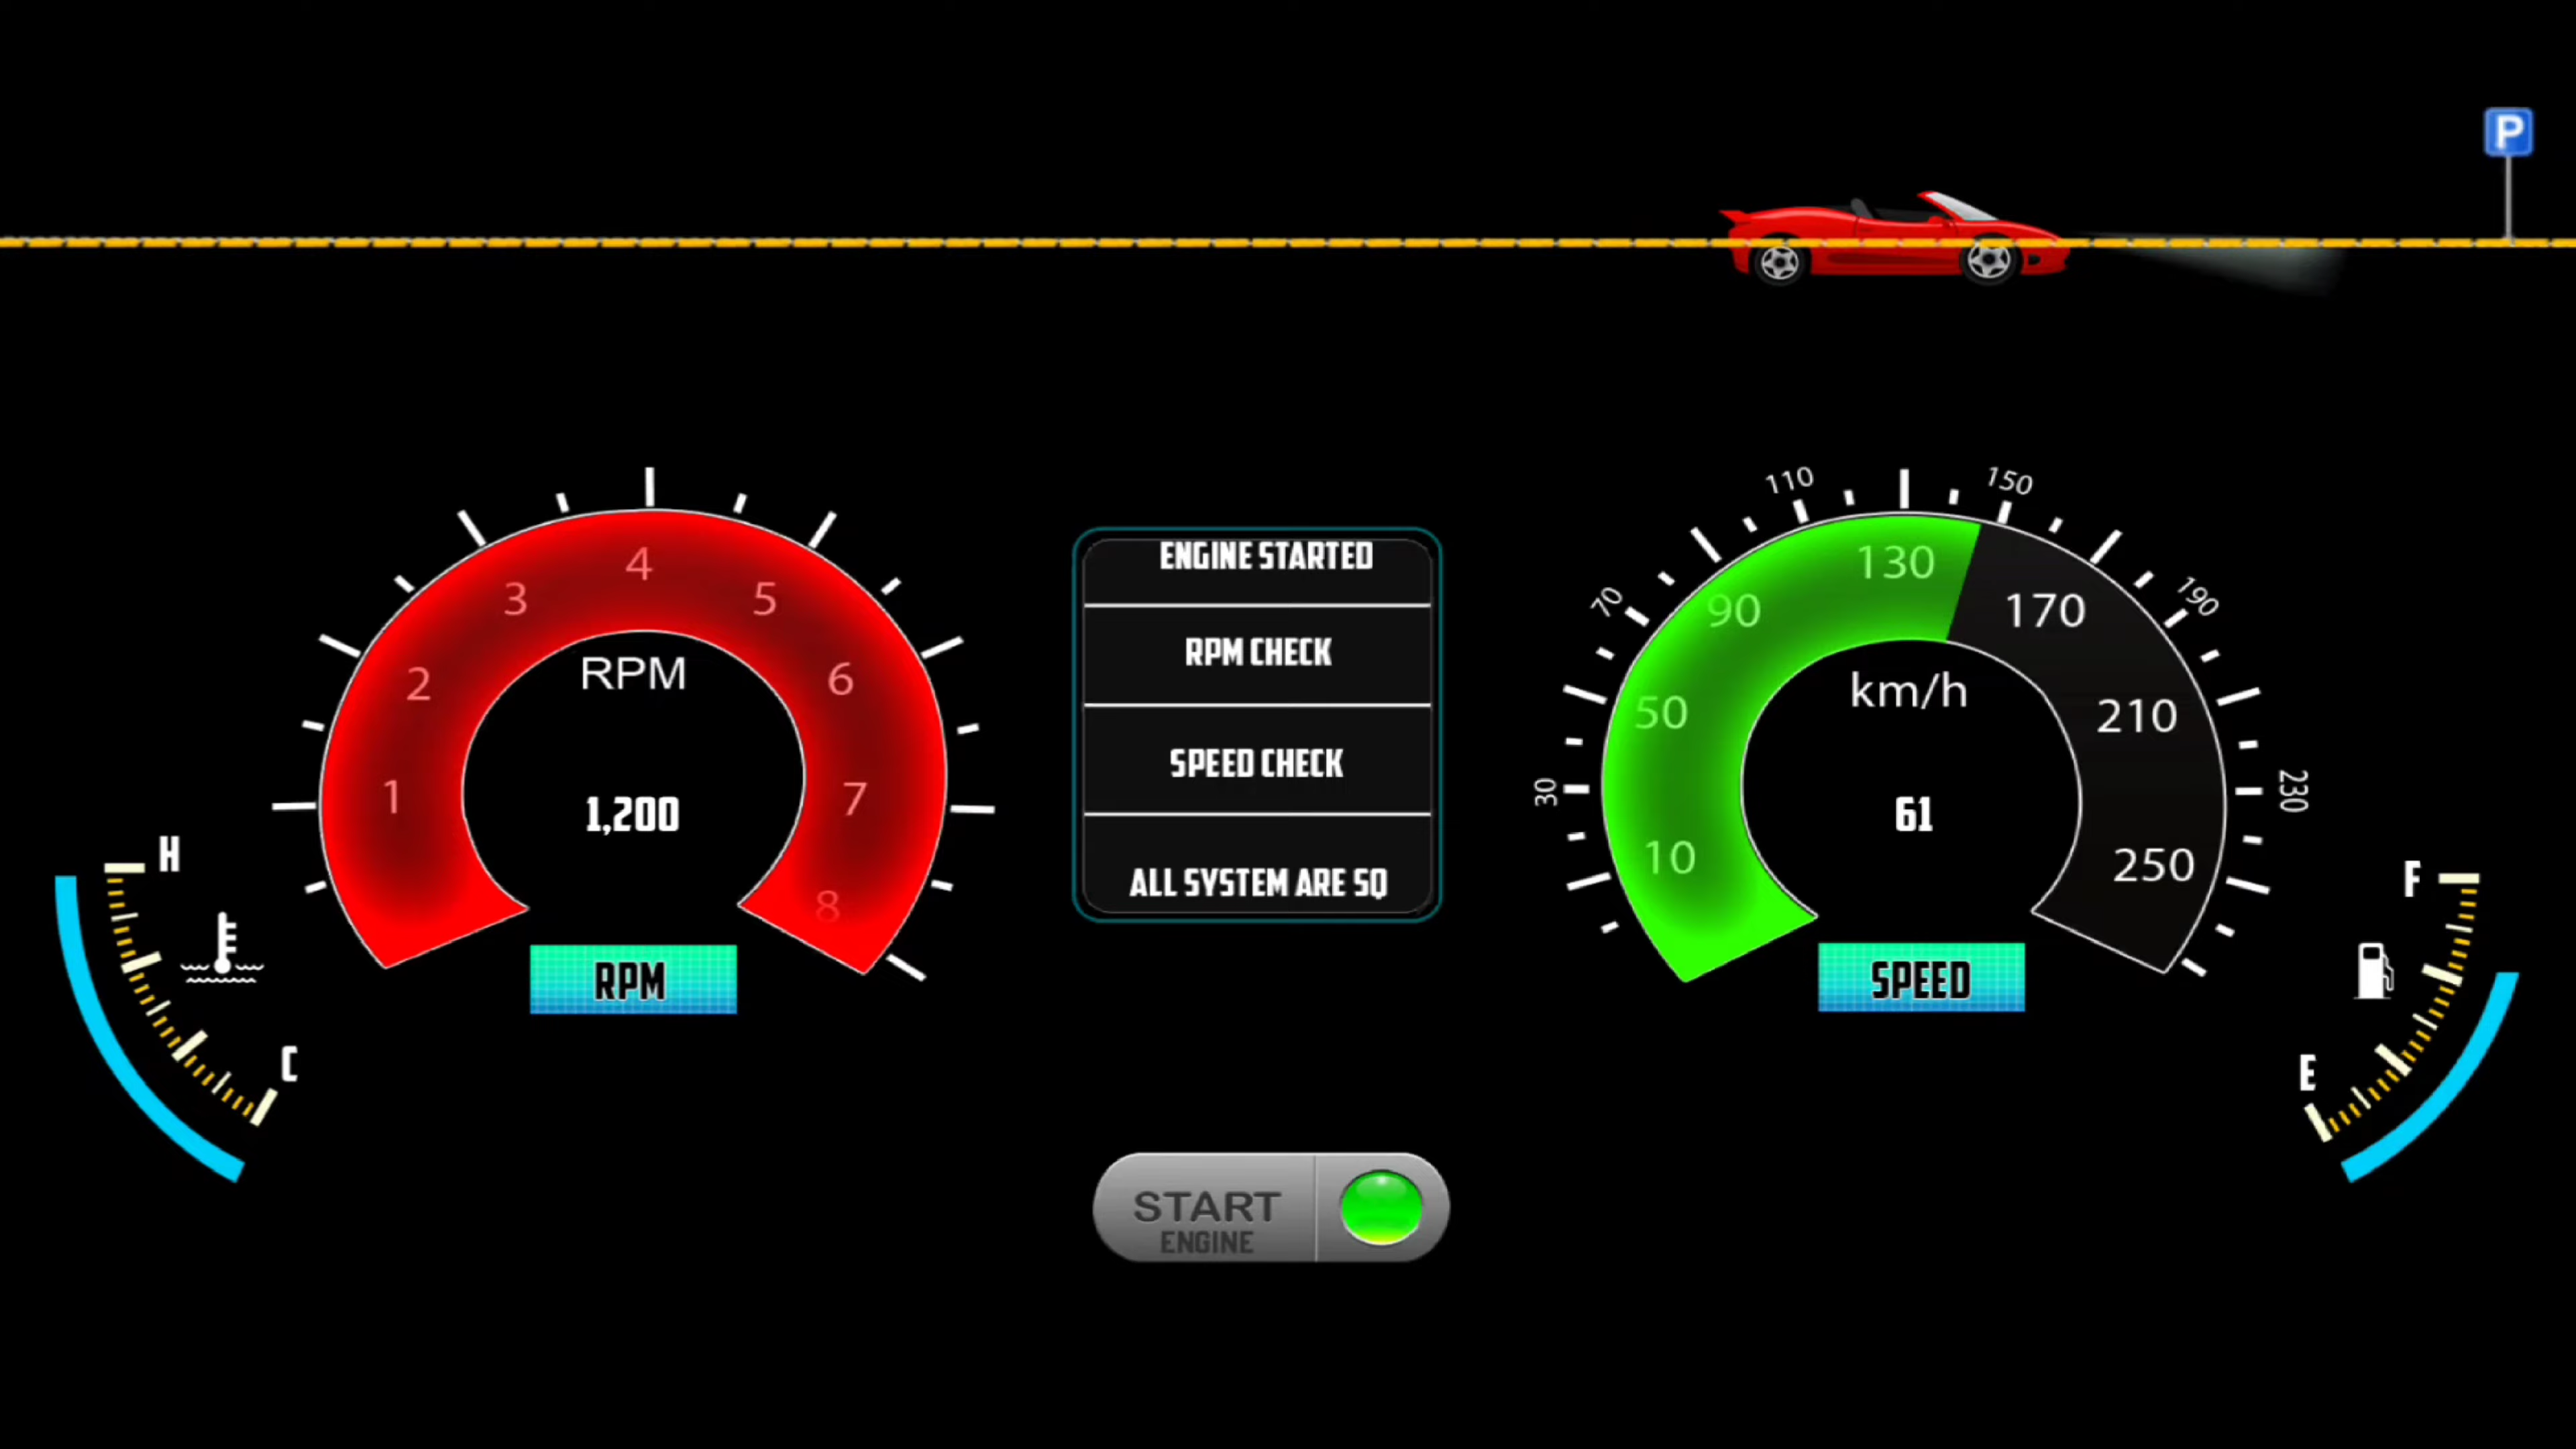 P
110
150
4
130
3
5
90
170
70
190
RPM
km/h
2
6
50
210
ENGINE STARTED
RPM CHECK
SPEED CHECK
ALL SYSTEM ARE SQ
1
7
30
230
1,200
61
H
10
250
F
8
RPM
SPEED
C
E
START
ENGINE